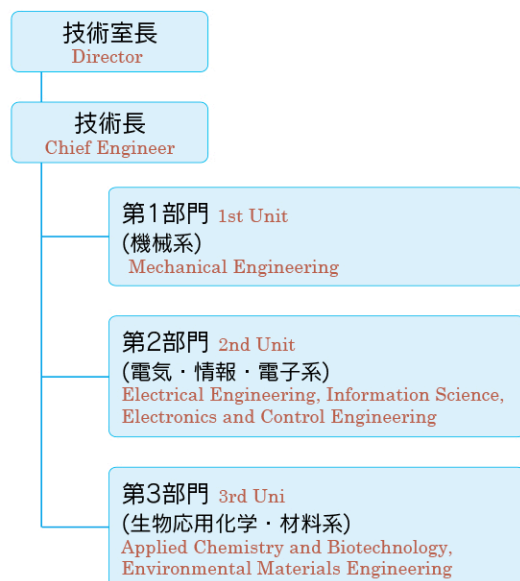 技術室長
Director
技術長
Chief Engineer
第1部門 1st Unit
(機械系)
Mechanical Engineering
第2部門 2nd Unit
(電気・情報・電子系)
Electrical Engineering, Information Science,
Electronics and Control Engineering
第3部門 3rd Uni
(生物応用化学・材料系)
Applied Chemistry and Biotechnology,
Environmental Materials Engineering